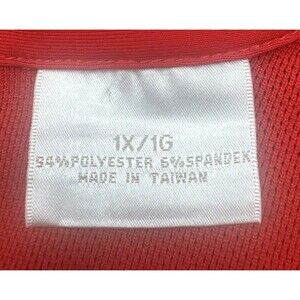 1X/1G
94% POLYESTER 6% SPANDEX
MADE IN TAIWAN